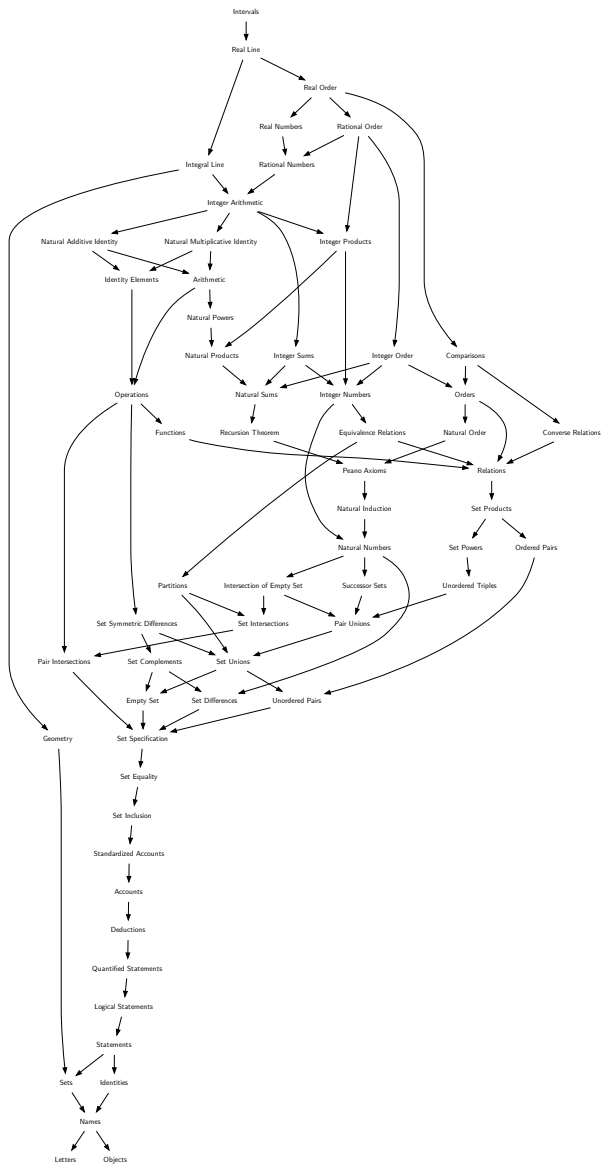 Intervals
Real Line
Real Order
Real Numbers
Rational Order
Integral Line
Rational Numbers
Integer Arithmetic
Natural Additive Identity
Natural Multiplicative Identity
Integer Products
Identity Elements
Arithmetic
Natural Powers
Natural Products
Integer Sums
Integer Order
Comparisons
Operations
Natural Sums
Integer Numbers
Orders
Functions
Recursion Theorem
Equivalence Relations
Natural Order
Converse Relations
Peano Axioms
Relations
Natural Induction
Set Products
Natural Numbers
Set Powers
Ordered Pairs
Partitions
Intersection of Empty Set
Successor Sets
Unordered Triples
Set Symmetric Differences
Set Intersections
Pair Unions
Pair Intersections
Set Complements
Set Unions
Empty Set
Set Differences
Unordered Pairs
Geometry
Set Specification
Set Equality
Set Inclusion
Standardized Accounts
Accounts
Deductions
Quantified Statements
Logical Statements
Statements
Sets
Identities
Names
Letters
Objects